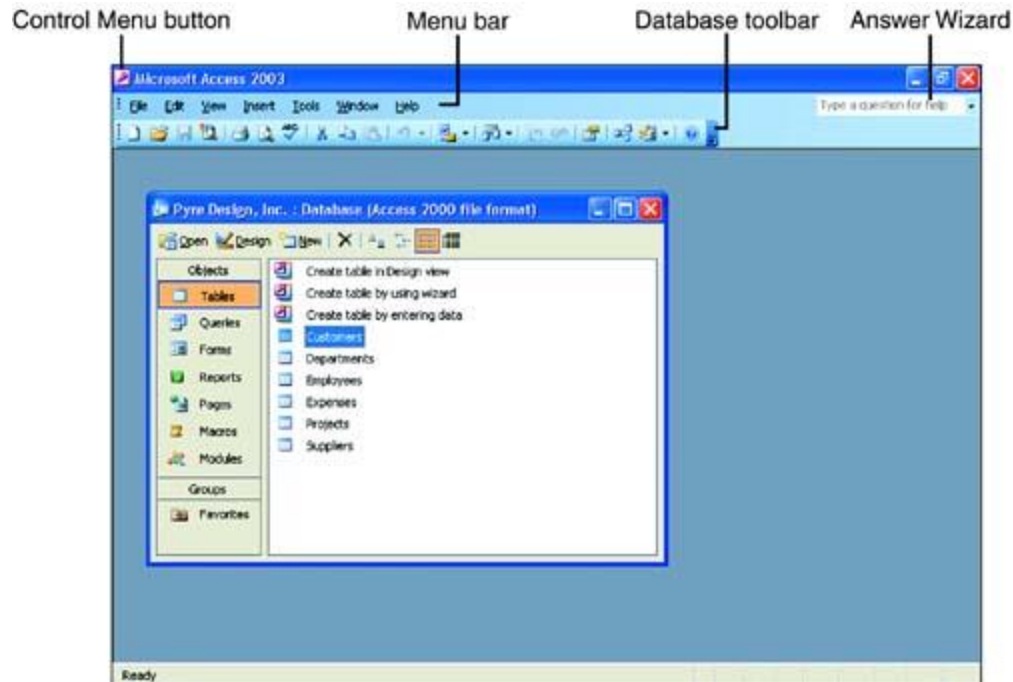 Control Menu button Menu bar Database toolbar Answer Wizard
Microsoft Access 2003
File Edit View Insert Tools Window Help Type a question for help
Pyre Design, Inc. : Database (Access 2000 file format)
Open Design New
Objects
Tables
Queries
Forms
Reports
Pages
Macros
Modules
Groups
Favorites
Create table in Design view
Create table by using wizard
Create table by entering data
Customers
Departments
Employees
Expenses
Projects
Suppliers
Ready